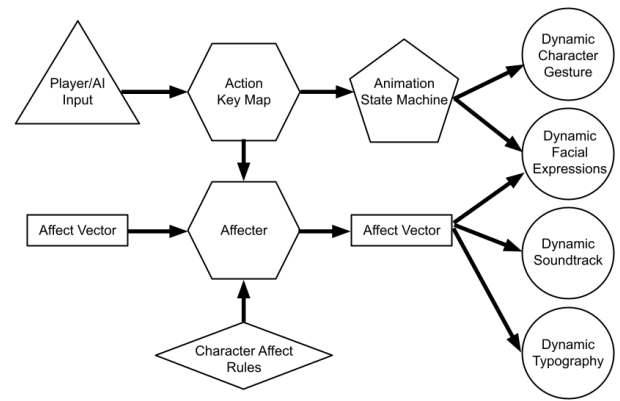 Player/AI
Input
Action
Key Map
Animation
State Machine
Dynamic
Character
Gesture
Dynamic
Facial
Expressions
Affect Vector
Affecter
Affect Vector
Dynamic
Soundtrack
Character Affect
Rules
Dynamic
Typography